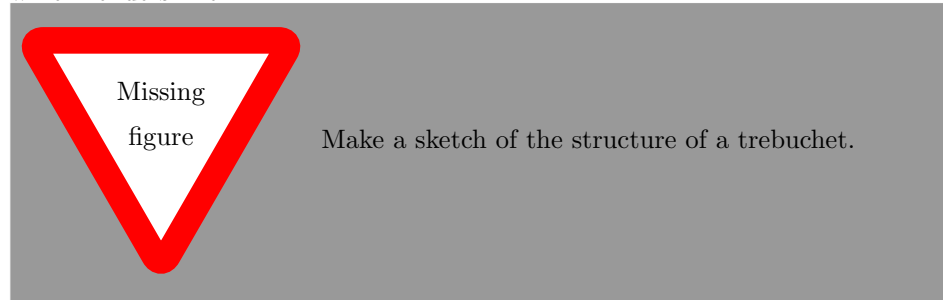 Missing
figure
Make a sketch of the structure of a trebuchet.